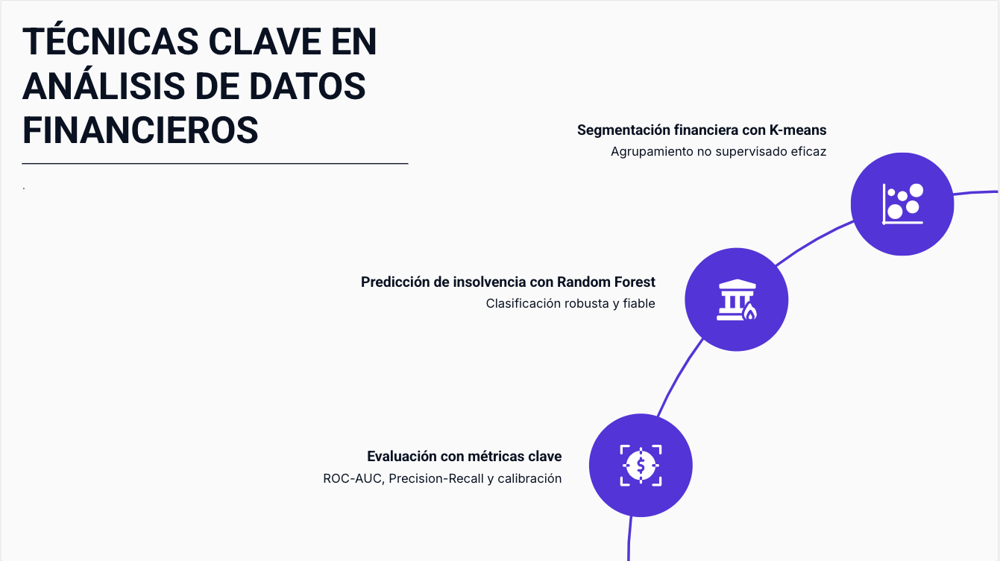 TÉCNICAS CLAVE EN
ANÁLISIS DE DATOS
FINANCIEROS
.
Segmentación financiera con K-means
Agrupamiento no supervisado eficaz
Predicción de insolvencia con Random Forest
Clasificación robusta y fiable
Evaluación con métricas clave
ROC-AUC, Precision-Recall y calibración
$